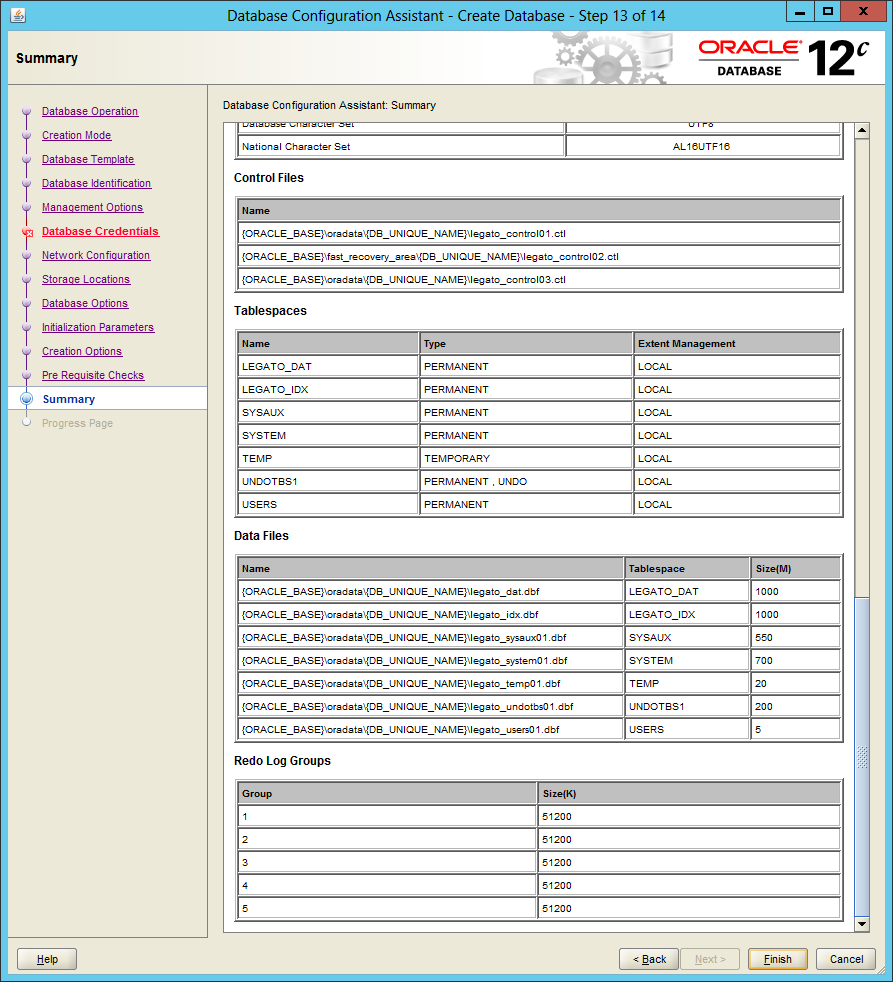 Database Configuration Assistant - Create Database - Step 13 of 14
Summary
ORACLE®
DATABASE
12c
Database Operation
Creation Mode
Database Template
Database Identification
Management Options
Database Credentials
Network Configuration
Storage Locations
Database Options
Initialization Parameters
Creation Options
Pre Requisite Checks
Summary
Progress Page
Database Configuration Assistant: Summary
Database Character Set UTF8
National Character Set AL16UTF16
Control Files
Name
{ORACLE_BASE}\oradata\{DB_UNIQUE_NAME}\legato_control01.ctl
{ORACLE_BASE}\fast_recovery_area\{DB_UNIQUE_NAME}\legato_control02.ctl
{ORACLE_BASE}\oradata\{DB_UNIQUE_NAME}\legato_control03.ctl
Tablespaces
Name Type Extent Management
LEGATO_DAT PERMANENT LOCAL
LEGATO_IDX PERMANENT LOCAL
SYSAUX PERMANENT LOCAL
SYSTEM PERMANENT LOCAL
TEMP TEMPORARY LOCAL
UNDOTBS1 PERMANENT , UNDO LOCAL
USERS PERMANENT LOCAL
Data Files
Name Tablespace Size(M)
{ORACLE_BASE}\oradata\{DB_UNIQUE_NAME}\legato_dat.dbf LEGATO_DAT 1000
{ORACLE_BASE}\oradata\{DB_UNIQUE_NAME}\legato_idx.dbf LEGATO_IDX 1000
{ORACLE_BASE}\oradata\{DB_UNIQUE_NAME}\legato_sysaux01.dbf SYSAUX 550
{ORACLE_BASE}\oradata\{DB_UNIQUE_NAME}\legato_system01.dbf SYSTEM 700
{ORACLE_BASE}\oradata\{DB_UNIQUE_NAME}\legato_temp01.dbf TEMP 20
{ORACLE_BASE}\oradata\{DB_UNIQUE_NAME}\legato_undotbs01.dbf UNDOTBS1 200
{ORACLE_BASE}\oradata\{DB_UNIQUE_NAME}\legato_users01.dbf USERS 5
Redo Log Groups
Group Size(K)
1 51200
2 51200
3 51200
4 51200
5 51200
Help < Back Next > Finish Cancel